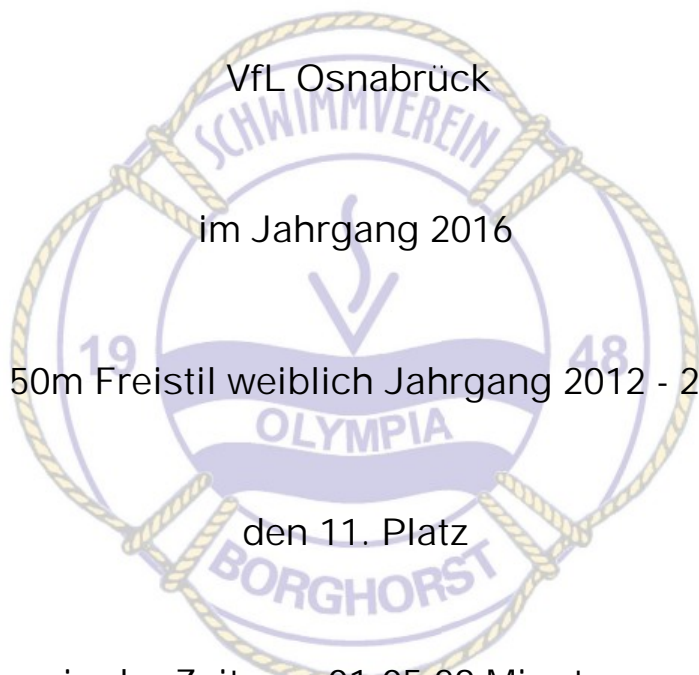 VfL Osnabrück
SCHWIMMVEREIN
im Jahrgang 2016
19 48
50m Freistil weiblich Jahrgang 2012 - 2
OLYMPIA
den 11. Platz
BORGHORST